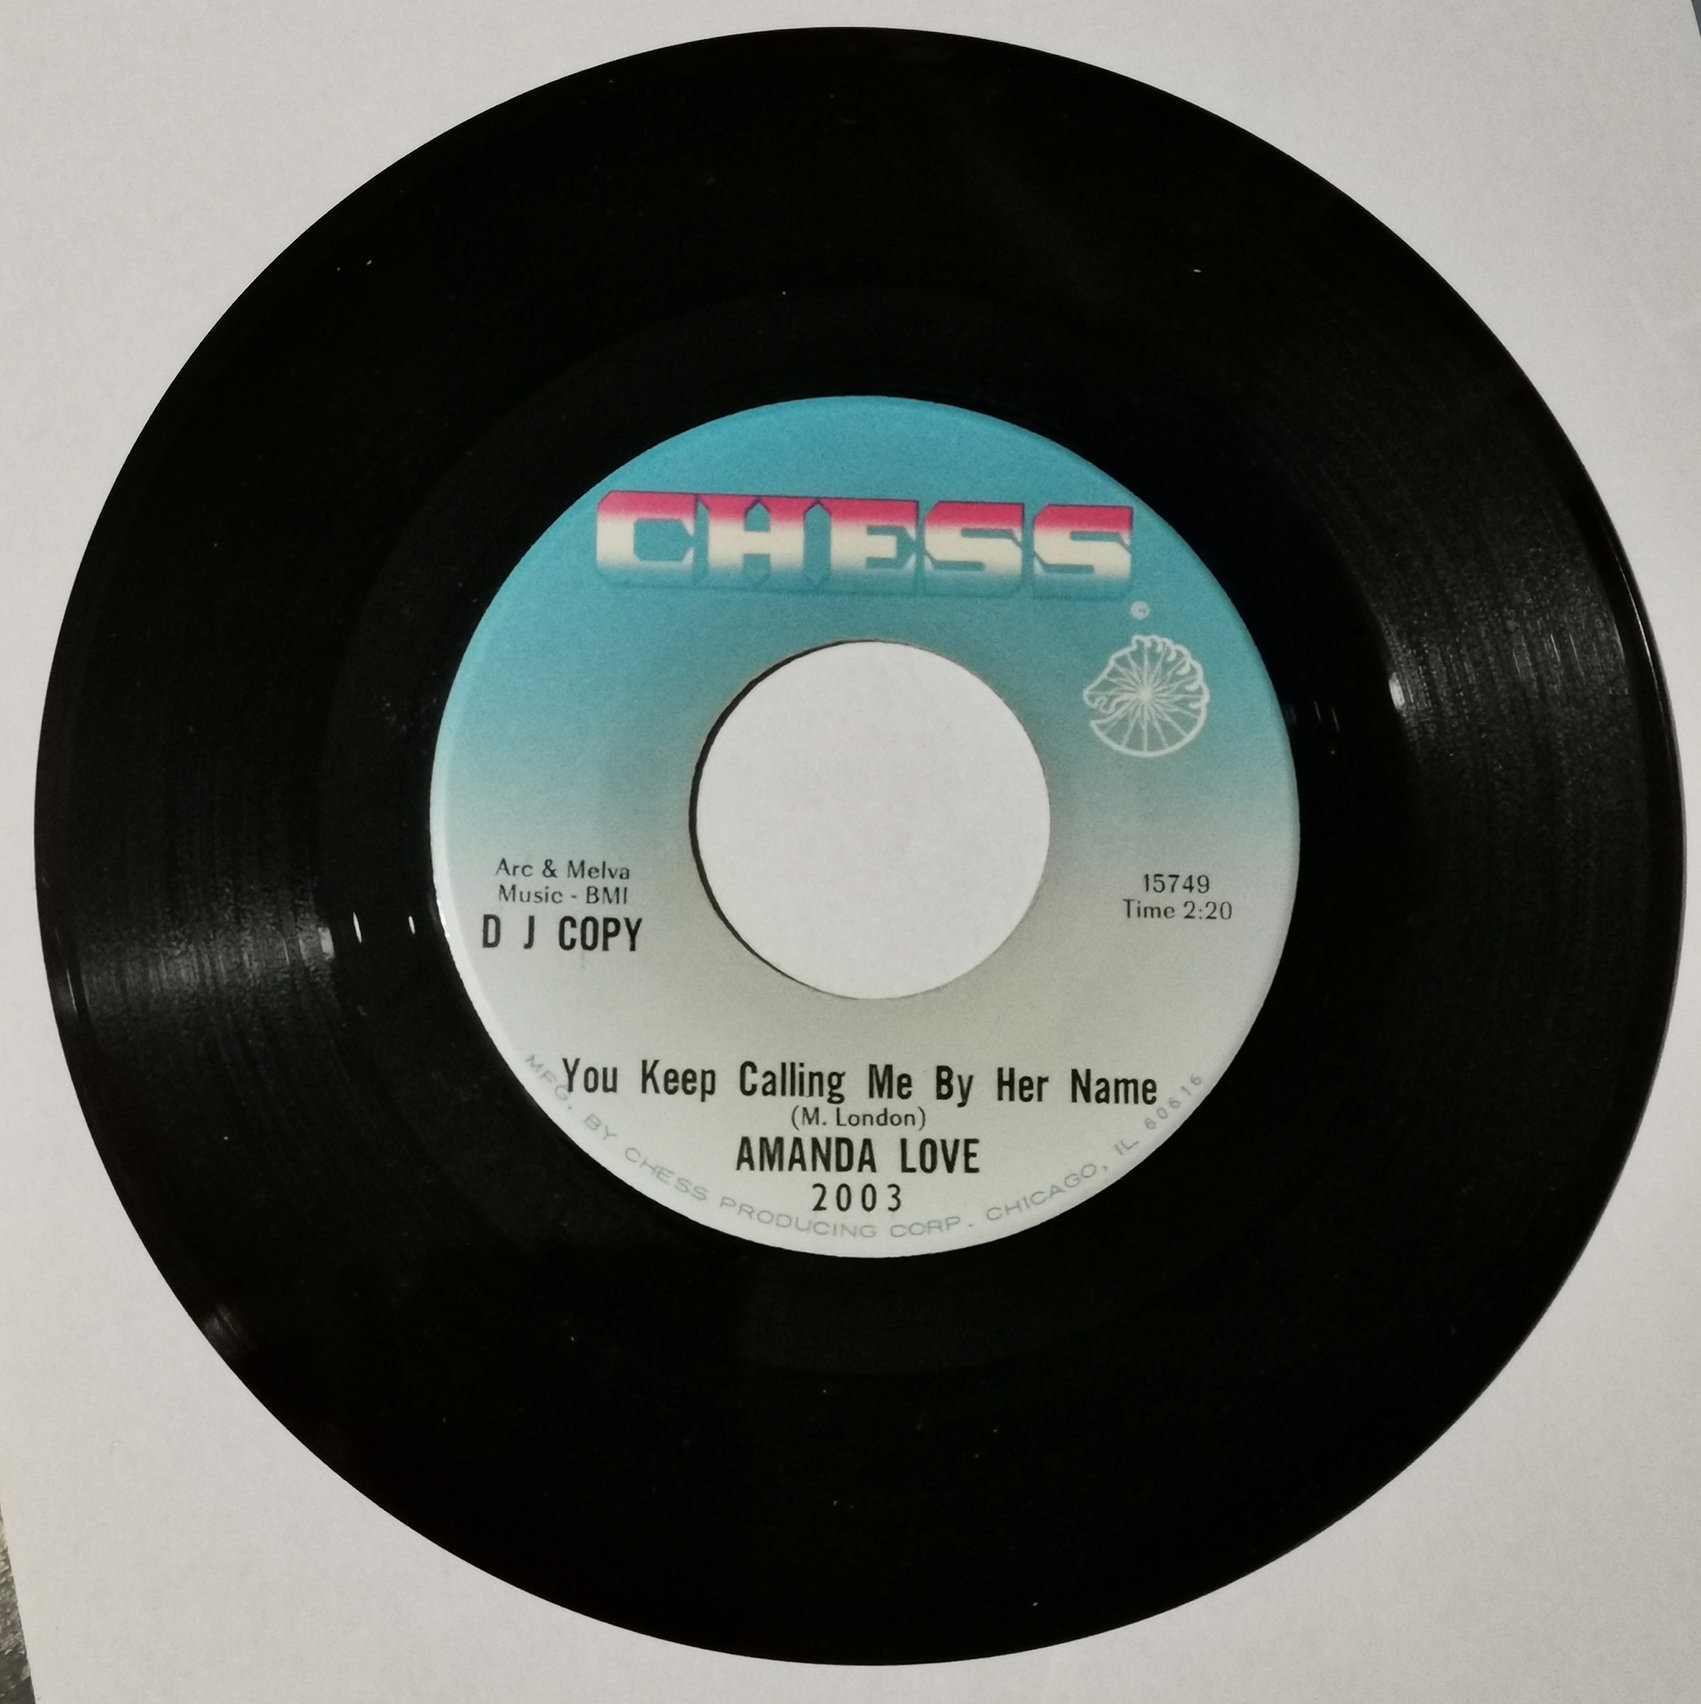 CHESS
©
Arc & Melva
Music - BMI
D J COPY
15749
Time 2:20
You Keep Calling Me By Her Name
(M. London)
AMANDA LOVE
2003
MFG. BY CHESS PRODUCING CORP. CHICAGO, IL 60616